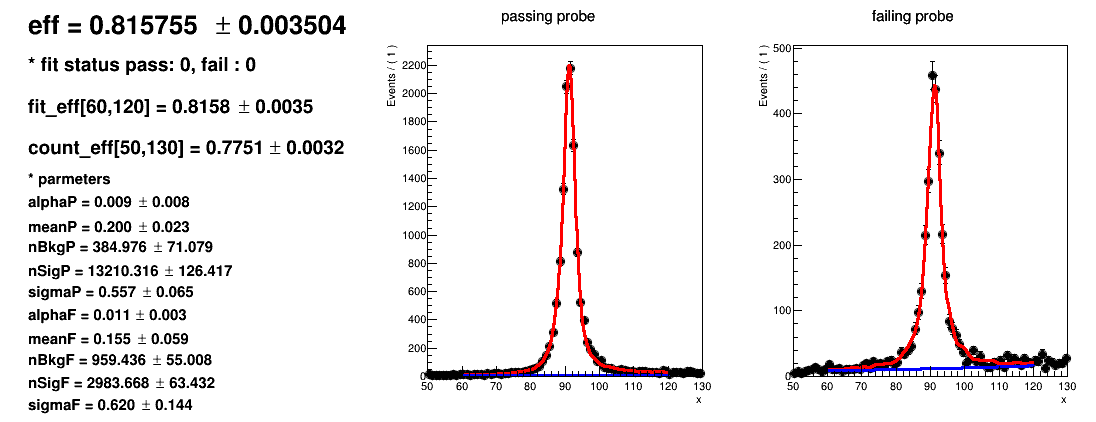 eff = 0.815755 ± 0.003504
* fit status pass: 0, fail : 0
fit_eff[60,120] = 0.8158 ± 0.0035
count_eff[50,130] = 0.7751 ± 0.0032
* parmeters
alphaP = 0.009 ± 0.008
meanP = 0.200 ± 0.023
nBkgP = 384.976 ± 71.079
nSigP = 13210.316 ± 126.417
sigmaP = 0.557 ± 0.065
alphaF = 0.011 ± 0.003
meanF = 0.155 ± 0.059
nBkgF = 959.436 ± 55.008
nSigF = 2983.668 ± 63.432
sigmaF = 0.620 ± 0.144
passing probe
Events / ( 1 )
2200
2000
1800
1600
1400
1200
1000
800
600
400
200
0
50 60 70 80 90 100 110 120 130
x
failing probe
Events / ( 1 )
500
400
300
200
100
0
50 60 70 80 90 100 110 120 130
x